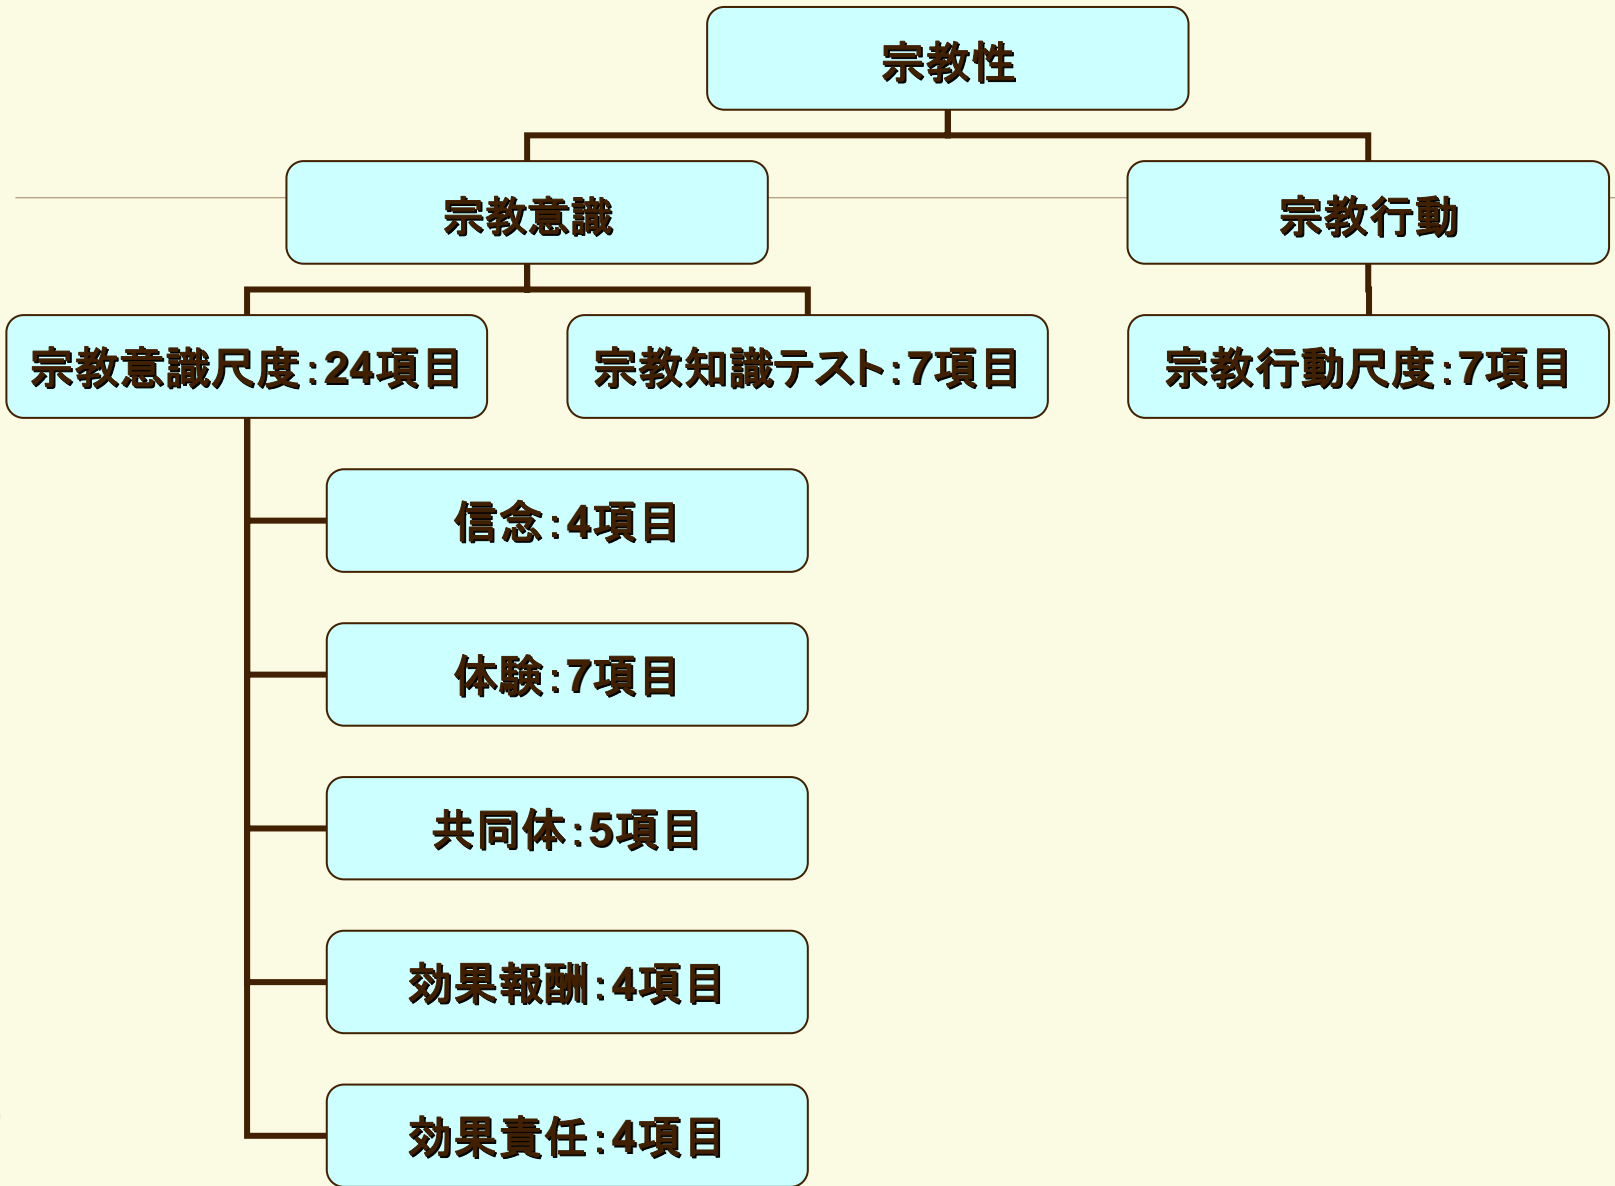 宗教性
宗教意識
宗教行動
宗教意識尺度：24項目
宗教知識テスト：7項目
宗教行動尺度：7項目
信念：4項目
体験：7項目
共同体：5項目
効果報酬：4項目
効果責任：4項目